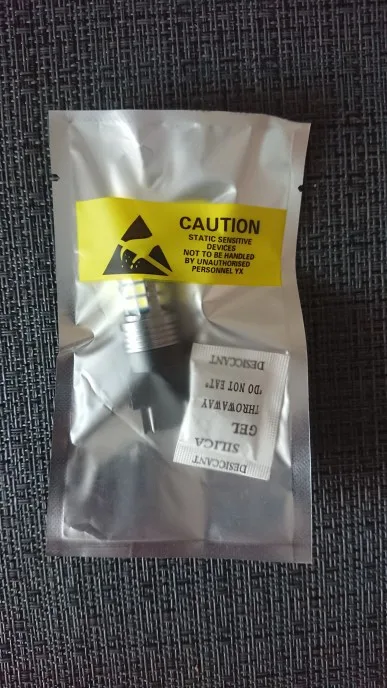 CAUTION
STATIC SENSITIVE
DEVICES
NOT TO BE HANDLED
BY UNAUTHORISED
PERSONNEL YX
DESICCANT
SILICA
GEL
THROWAWAY
"DO NOT EAT"
DESICCANT